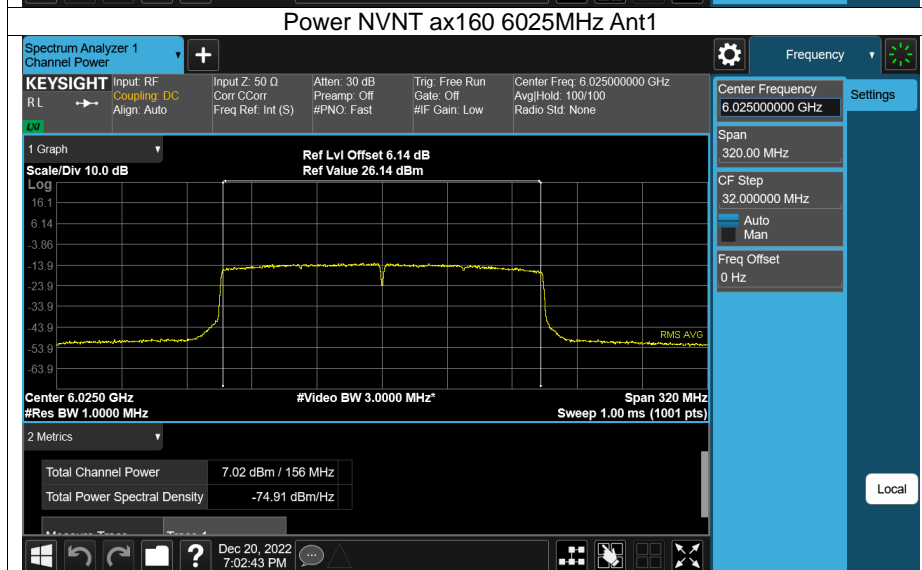 Power NVNT ax160 6025MHz Ant1
Spectrum Analyzer 1
Channel Power
Frequency
KEYSIGHT Input: RF Input Z: 50 Ω Atten: 30 dB Trig: Free Run Center Freq: 6.025000000 GHz
RL Coupling: DC Corr CCorr Preamp: Off Gate: Off Avg|Hold: 100/100
Align: Auto Freq Ref: Int (S) #PNO: Fast #IF Gain: Low Radio Std: None
LXI
Center Frequency
6.025000000 GHz
Settings
Span
320.00 MHz
CF Step
32.000000 MHz
Auto
Man
Freq Offset
0 Hz
1 Graph
Ref Lvl Offset 6.14 dB
Scale/Div 10.0 dB Ref Value 26.14 dBm
Log
16.1
6.14
-3.86
-13.9
-23.9
-33.9
-43.9
RMS AVG
-53.9
-63.9
Center 6.0250 GHz #Video BW 3.0000 MHz* Span 320 MHz
#Res BW 1.0000 MHz Sweep 1.00 ms (1001 pts)
2 Metrics
Total Channel Power 7.02 dBm / 156 MHz
Total Power Spectral Density -74.91 dBm/Hz
Local
Dec 20, 2022
7:02:43 PM